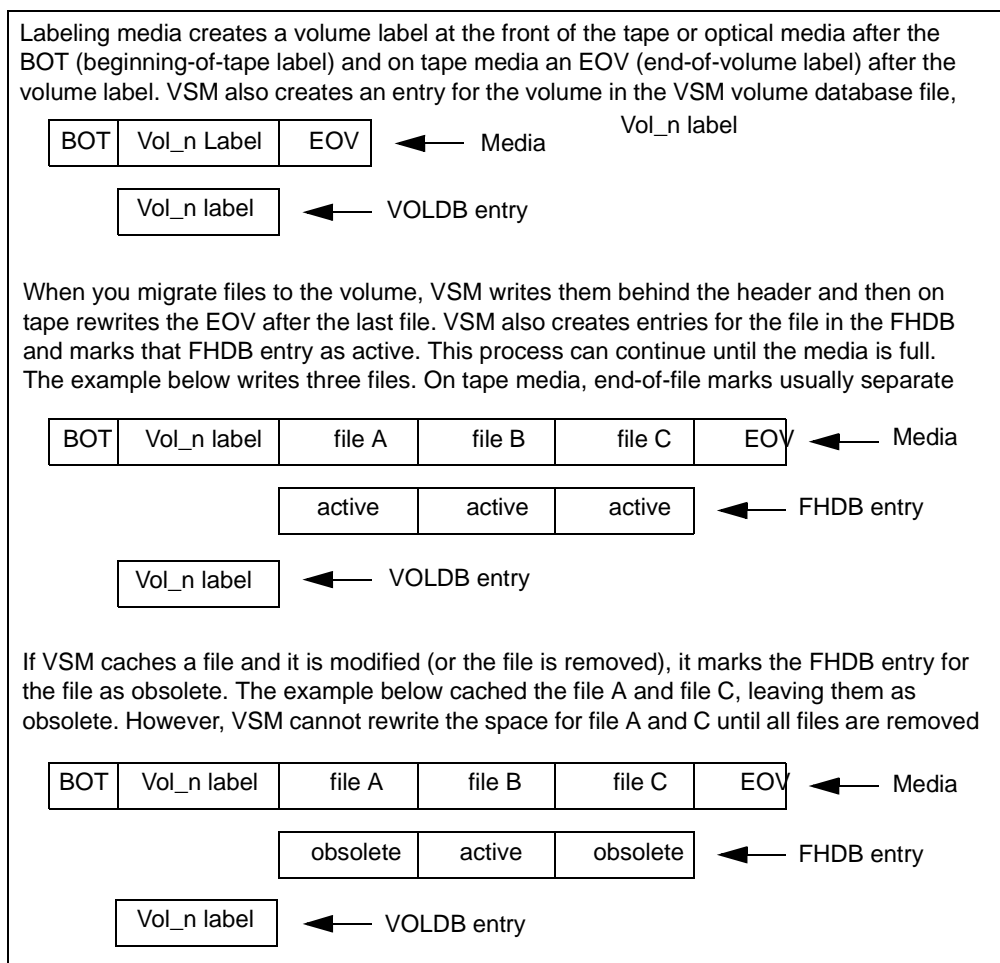 Labeling media creates a volume label at the front of the tape or optical media after the
BOT (beginning-of-tape label) and on tape media an EOV (end-of-volume label) after the
volume label. VSM also creates an entry for the volume in the VSM volume database file,
Vol_n label
BOT Vol_n Label EOV Media
Vol_n label VOLDB entry
When you migrate files to the volume, VSM writes them behind the header and then on
tape rewrites the EOV after the last file. VSM also creates entries for the file in the FHDB
and marks that FHDB entry as active. This process can continue until the media is full.
The example below writes three files. On tape media, end-of-file marks usually separate
BOT Vol_n label file A file B file C EOV Media
active active active FHDB entry
Vol_n label VOLDB entry
If VSM caches a file and it is modified (or the file is removed), it marks the FHDB entry for
the file as obsolete. The example below cached the file A and file C, leaving them as
obsolete. However, VSM cannot rewrite the space for file A and C until all files are removed
BOT Vol_n label file A file B file C EOV Media
obsolete active obsolete FHDB entry
Vol_n label VOLDB entry